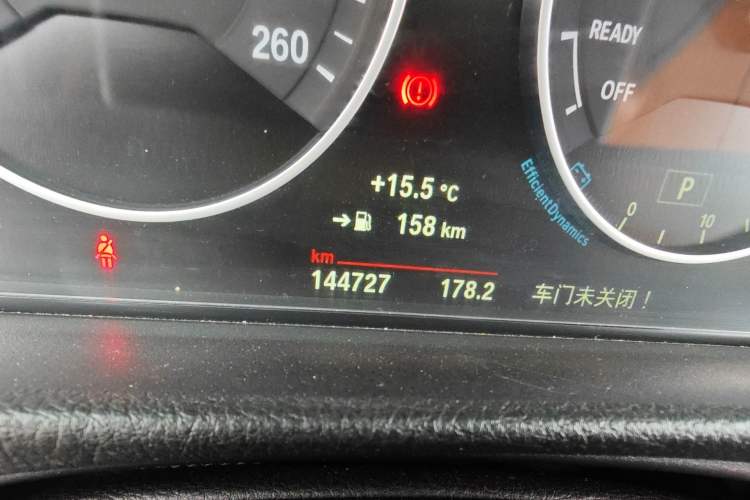 260
READY
OFF
+15.5 °C
158 km
EfficientDynamics
P
0
10
km
144727 178.2
车门未关闭！